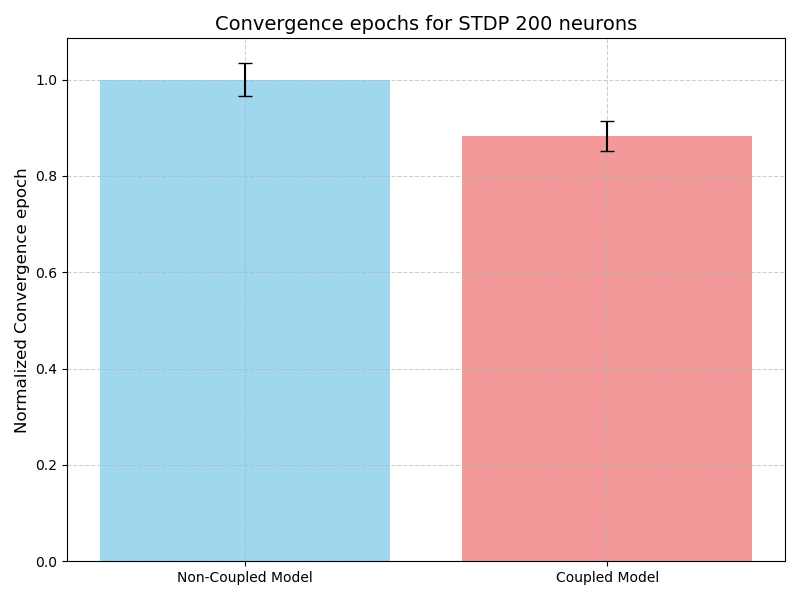 Convergence epochs for STDP 200 neurons
Normalized Convergence epoch
1.0
0.8
0.6
0.4
0.2
0.0
Non-Coupled Model
Coupled Model